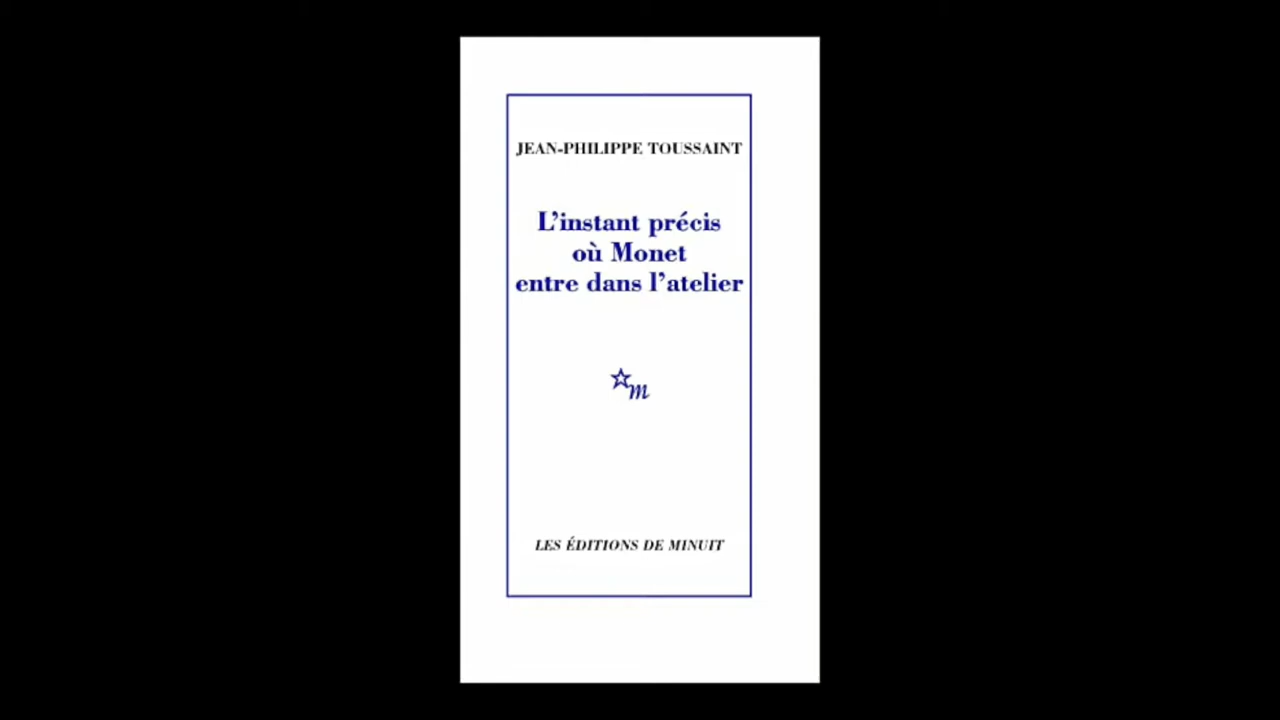 JEAN-PHILIPPE TOUSSAINT
L'instant précis
où Monet
entre dans l'atelier
m
LES ÉDITIONS DE MINUIT